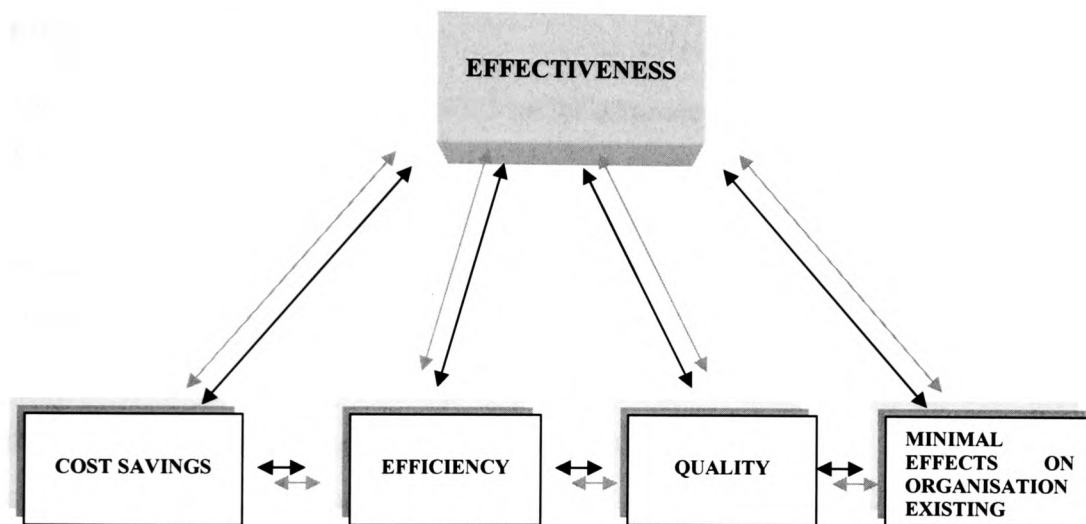 EFFECTIVENESS
COST SAVINGS
EFFICIENCY
QUALITY
MINIMAL
EFFECTS ON
ORGANISATION
EXISTING